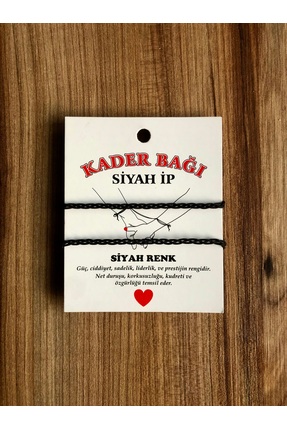 KADER BAĞI
SİYAH İP
SİYAH RENK
Güç, ciddiyet, sadelik, liderlik, ve prestijin rengidir.
Net duruşu, korkusuzluğu, kudreti ve
özgürlüğü temsil eder.